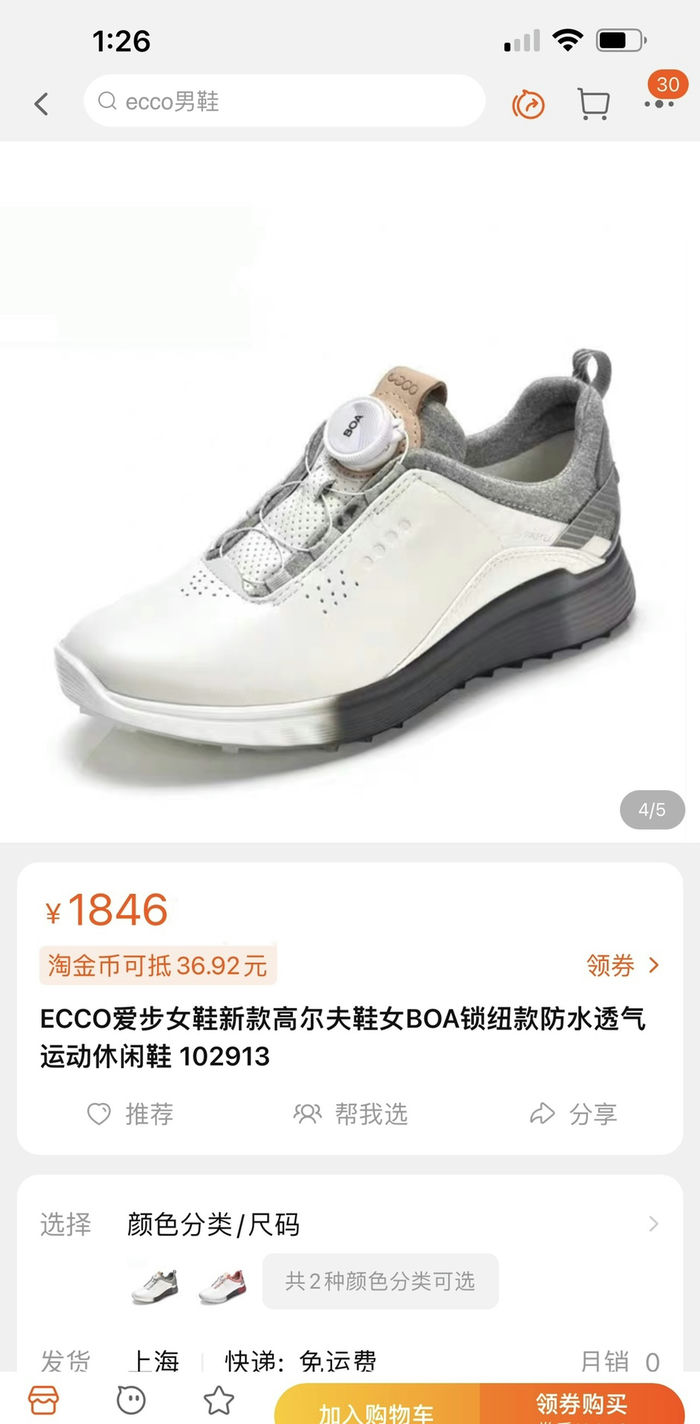 1:26
ecco男鞋
30
ecco
BOA
4/5
¥1846
淘金币可抵36.92元
领券
ECCO爱步女鞋新款高尔夫鞋女BOA锁纽款防水透气
运动休闲鞋 102913
推荐
帮我选
分享
选择 颜色分类/尺码
共2种颜色分类可选
发货 上海 快递: 免运费 月销 0
加入购物车
领券购买